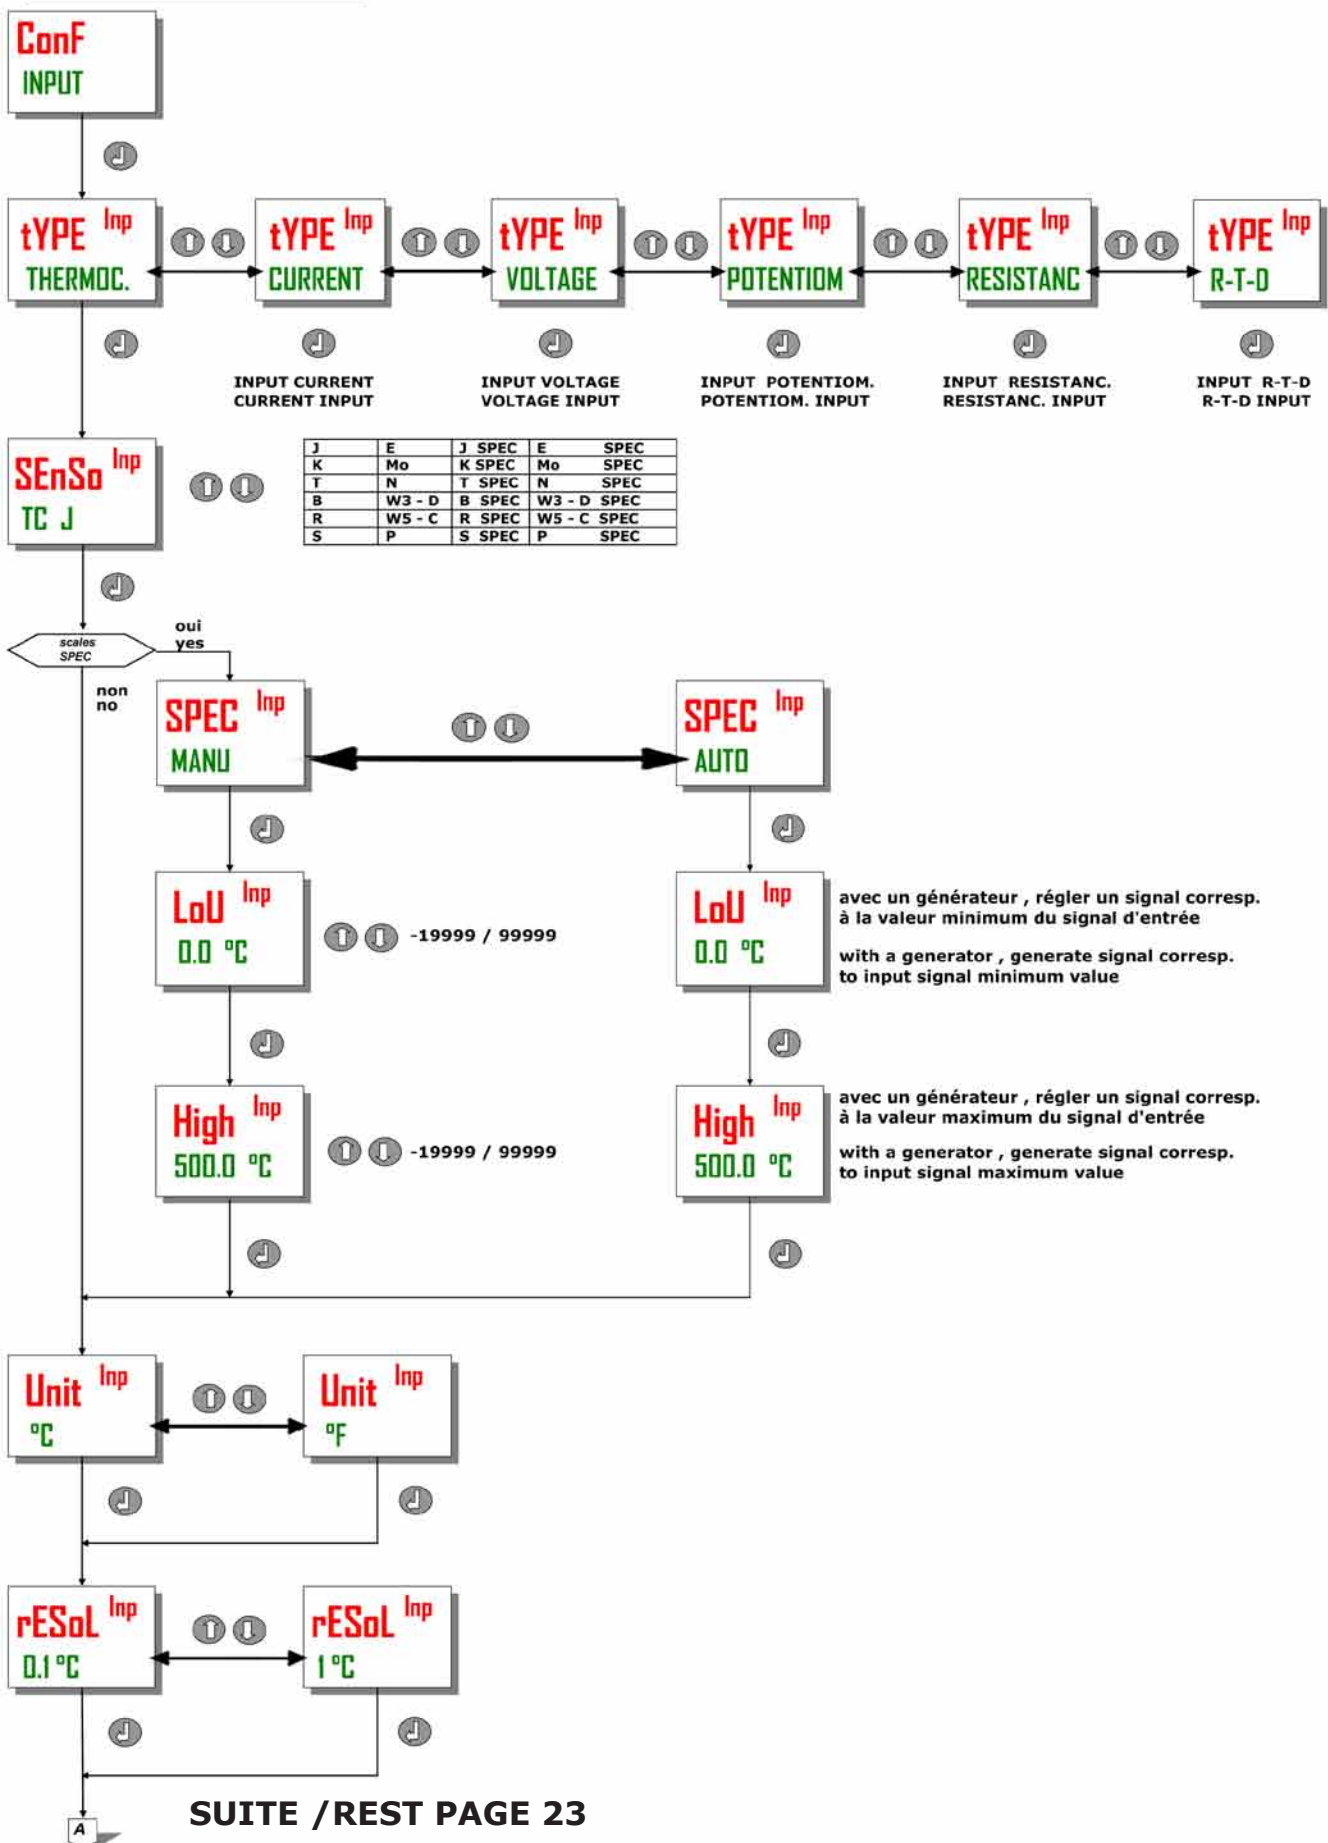 ConF
INPUT
tYPE Inp
THERMOC.
tYPE Inp
CURRENT
tYPE Inp
VOLTAGE
tYPE Inp
POTENTIOM
tYPE Inp
RESISTANC
tYPE Inp
R-T-D
INPUT CURRENT
CURRENT INPUT
INPUT VOLTAGE
VOLTAGE INPUT
INPUT POTENTIOM.
POTENTIOM. INPUT
INPUT RESISTANC.
RESISTANC. INPUT
INPUT R-T-D
R-T-D INPUT
SEnSo Inp
TC J
J E J SPEC E SPEC
K Mo K SPEC Mo SPEC
T N T SPEC N SPEC
B W3 - D B SPEC W3 - D SPEC
R W5 - C R SPEC W5 - C SPEC
S P S SPEC P SPEC
scales
SPEC
oui
yes
non
no
SPEC Inp
MANU
SPEC Inp
AUTO
LoU Inp
0.0 °C
-19999 / 99999
LoU Inp
0.0 °C
avec un générateur , régler un signal corresp.
à la valeur minimum du signal d'entrée
with a generator , generate signal corresp.
to input signal minimum value
High Inp
500.0 °C
-19999 / 99999
High Inp
500.0 °C
avec un générateur , régler un signal corresp.
à la valeur maximum du signal d'entrée
with a generator , generate signal corresp.
to input signal maximum value
Unit Inp
°C
Unit Inp
°F
rESoL Inp
0.1 °C
rESoL Inp
1 °C
A
SUITE /REST PAGE 23